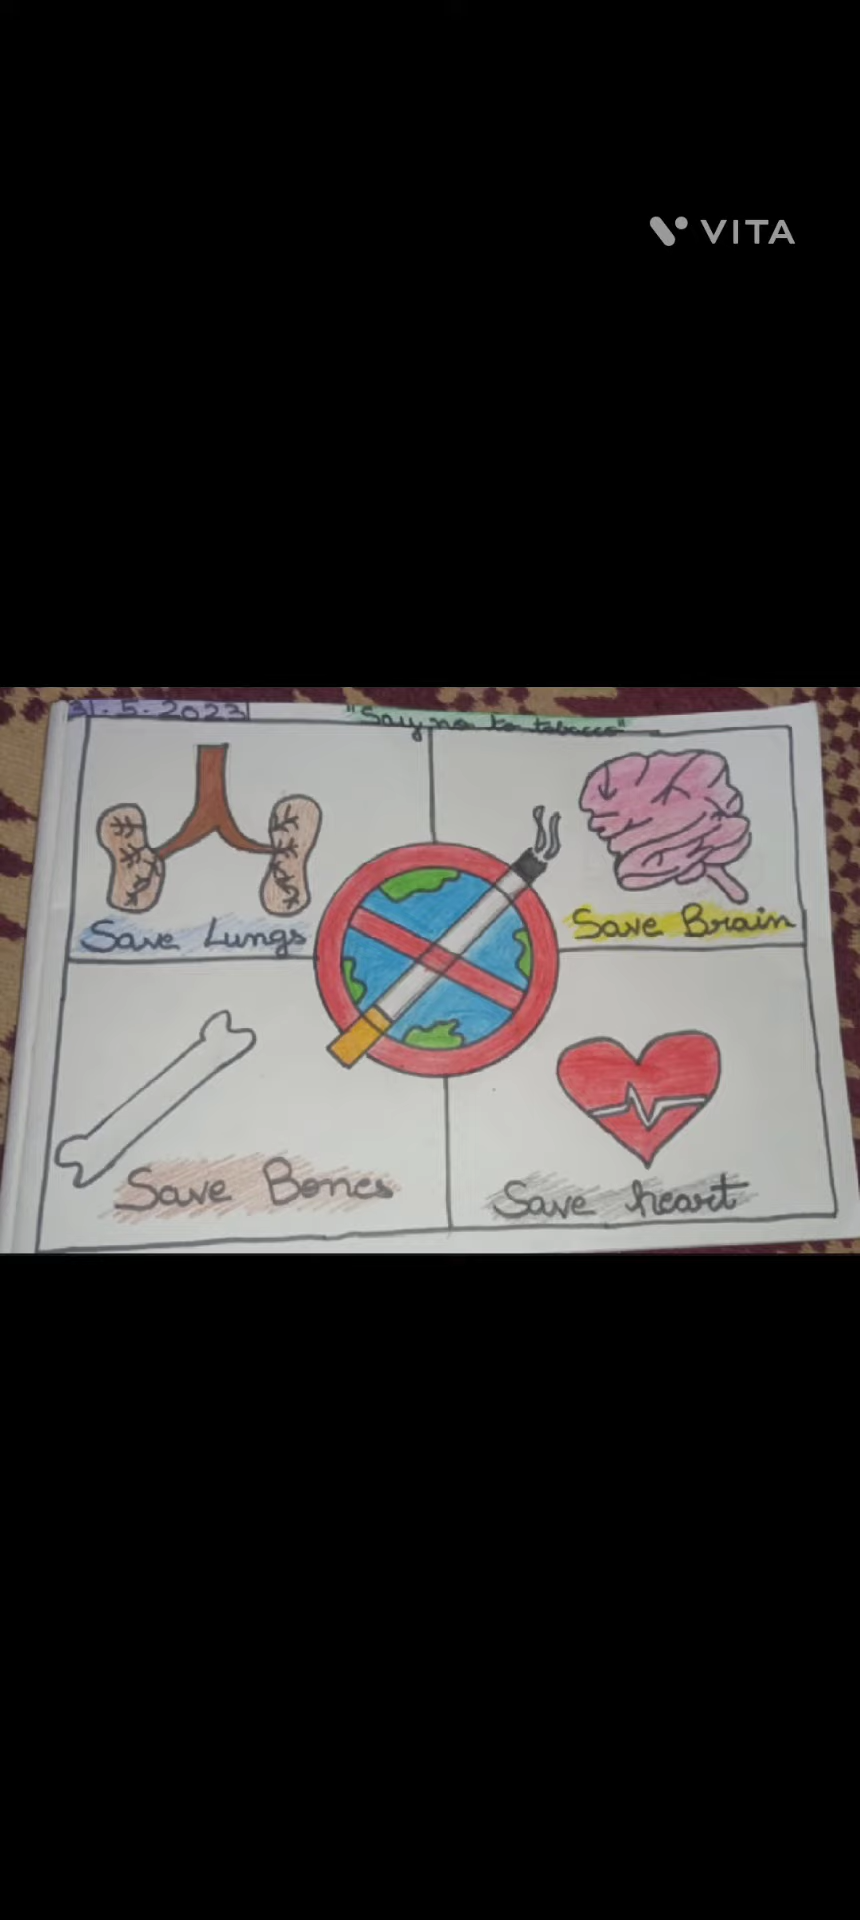 VITA
31.5.2023
"Say no to tobacco"
Save Lungs
Save Brain
Save Bones
Save heart